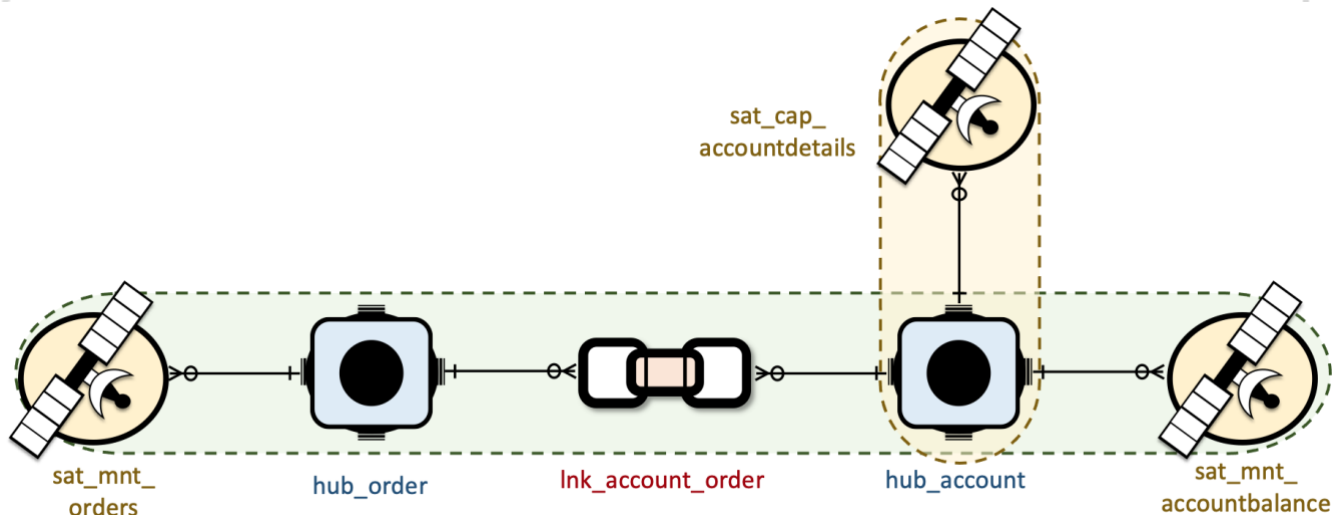 sat_cap_
accountdetails
sat_mnt_
orders
hub_order
lnk_account_order
hub_account
sat_mnt_
accountbalance